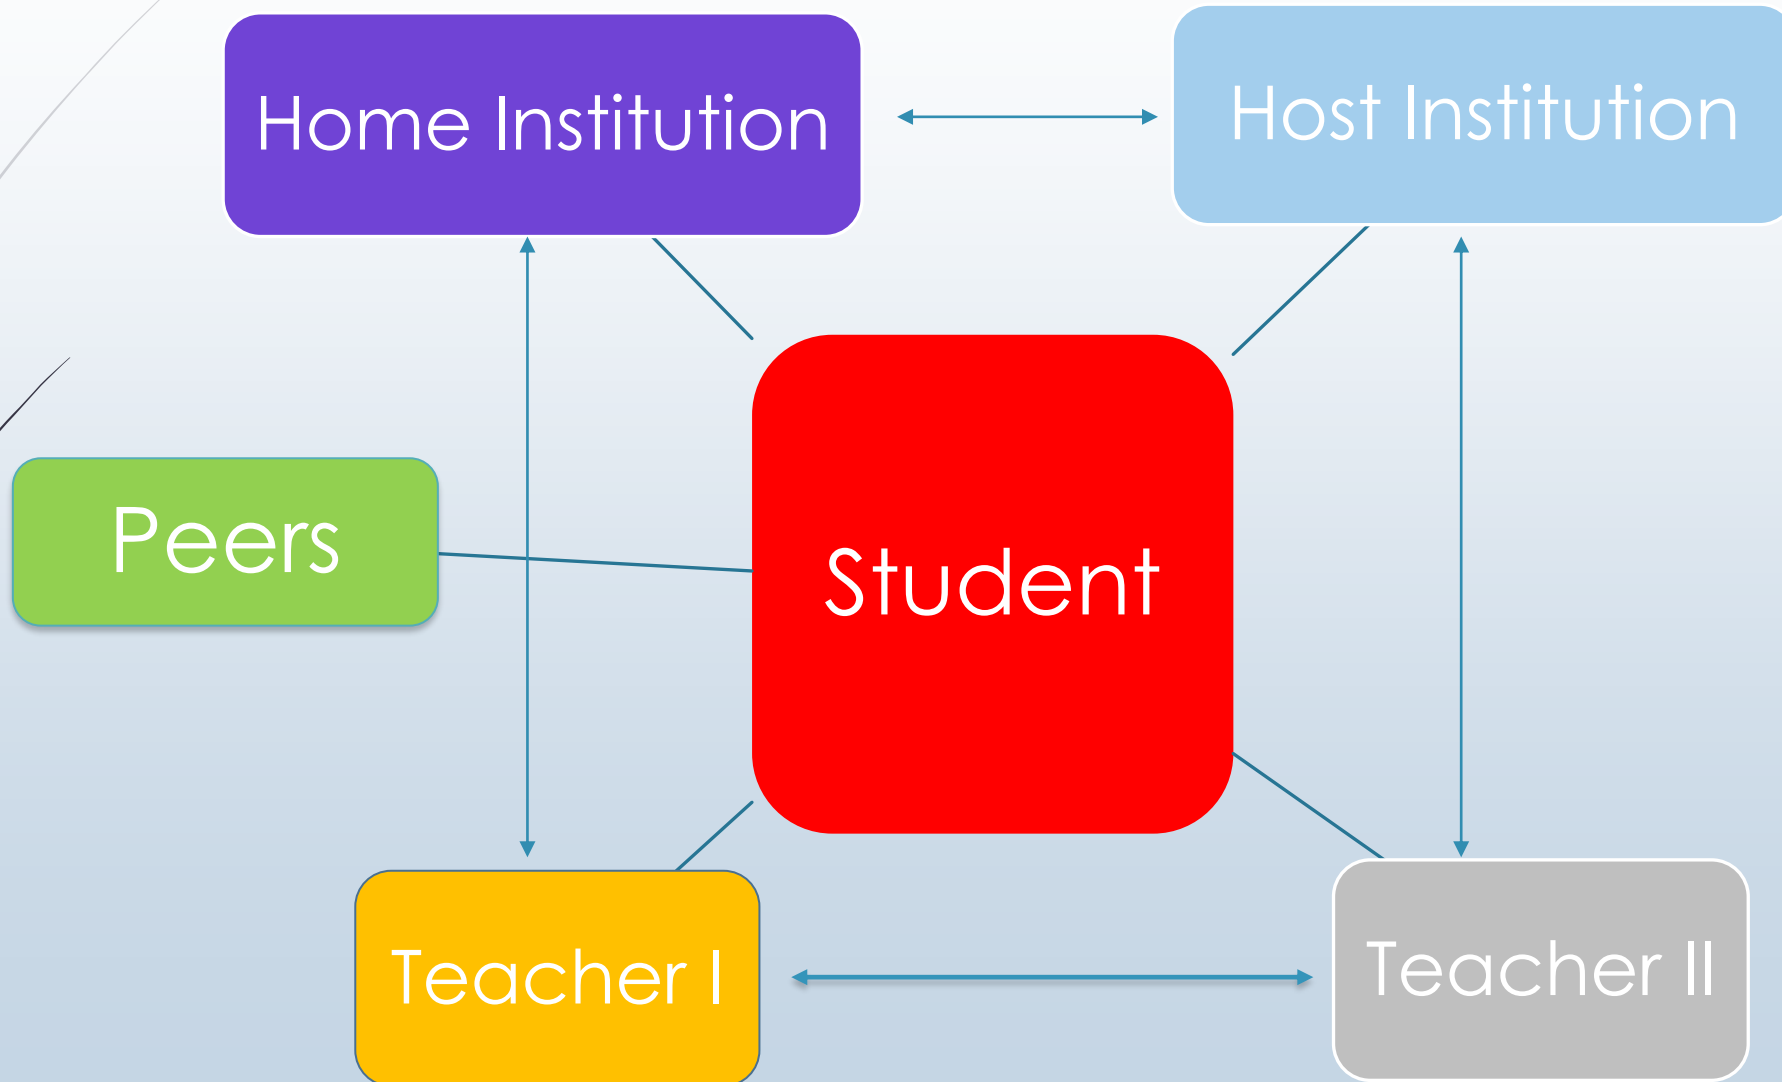 Home Institution
Host Institution
Peers
Student
Teacher I
Teacher II